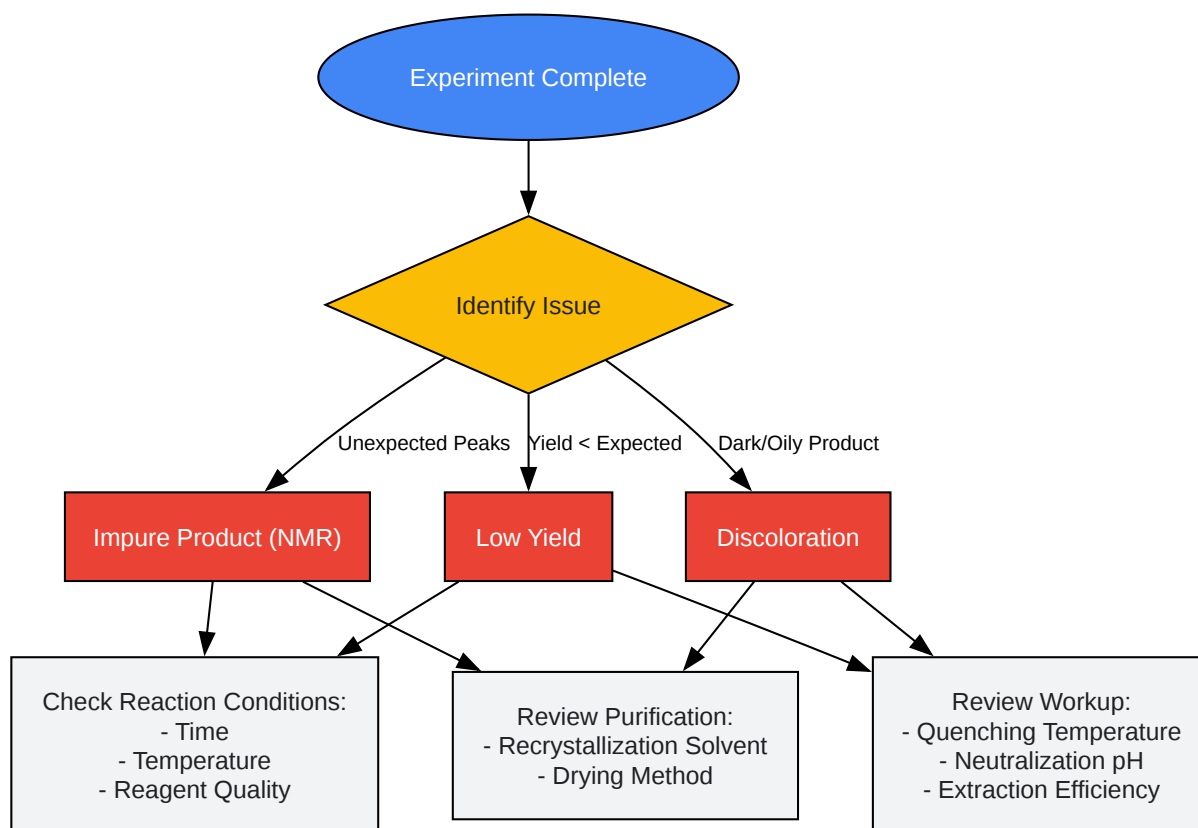 Experiment Complete
Identify Issue
Unexpected Peaks
Yield < Expected
Dark/Oily Product
Impure Product (NMR)
Low Yield
Discoloration
Check Reaction Conditions:
- Time
- Temperature
- Reagent Quality
Review Purification:
- Recrystallization Solvent
- Drying Method
Review Workup:
- Quenching Temperature
- Neutralization pH
- Extraction Efficiency